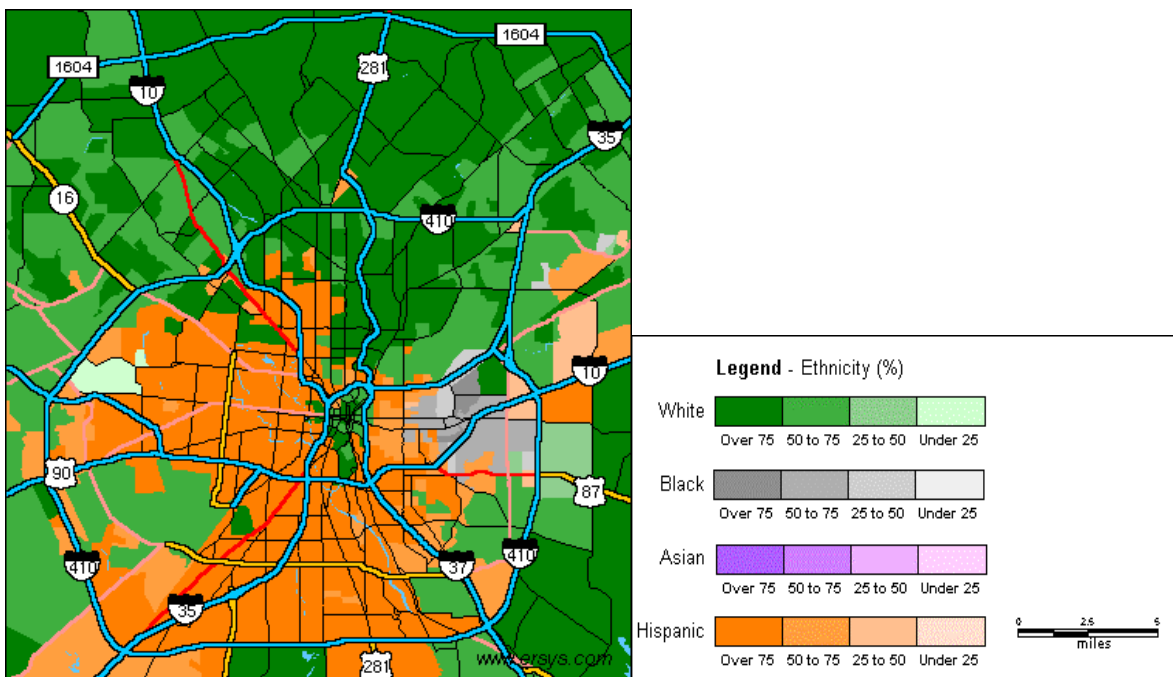 1604
1604
281
10
35
16
410
10
90
87
410
37
410
35
281
www.ersys.com
Legend - Ethnicity (%)
White
Over 75 50 to 75 25 to 50 Under 25
Black
Over 75 50 to 75 25 to 50 Under 25
Asian
Over 75 50 to 75 25 to 50 Under 25
Hispanic
Over 75 50 to 75 25 to 50 Under 25
0 2.5 5
miles